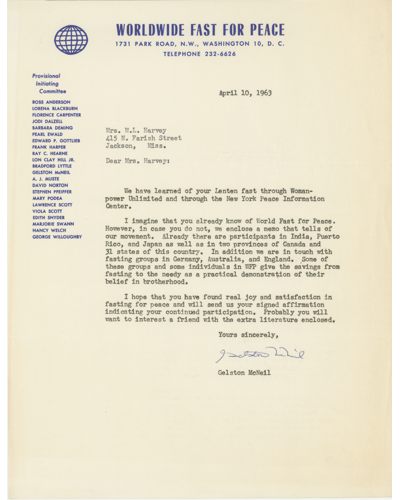 WORLDWIDE FAST FOR PEACE
1731 PARK ROAD, N.W., WASHINGTON 10, D. C.
TELEPHONE 232-6626
Provisional
Initiating
Committee
ROSE ANDERSON
LORENA BLACKBURN
FLORENCE CARPENTER
JODI DALZELL
BARBARA DEMING
PEARL EWALD
EDWARD P. GOTTLIEB
FRANK HARPER
RAY C. HEARNE
LON CLAY HILL JR.
BRADFORD LYTTLE
GELSTON McNEIL
A. J. MUSTE
DAVID NORTON
STEPHEN PFEIFFER
MARY PODEA
LAWRENCE SCOTT
VIOLA SCOTT
EDITH SNYDER
MARJORIE SWANN
NANCY WELCH
GEORGE WILLOUGHBY
April 10, 1963
Mrs. W.L. Harvey
415 N. Farish Street
Jackson, Miss.
Dear Mrs. Harvey:
We have learned of your Lenten fast through Woman-
power Unlimited and through the New York Peace Information
Center.
I imagine that you already know of World Fast for Peace.
However, in case you do not, we enclose a memo that tells of
our movement. Already there are participants in India, Puerto
Rico, and Japan as well as in two provinces of Canada and
31 states of this country. In addition we are in touch with
fasting groups in Germany, Australia, and England. Some of
these groups and some individuals in WFP give the savings from
fasting to the needy as a practical demonstration of their
belief in brotherhood.
I hope that you have found real joy and satisfaction in
fasting for peace and will send us your signed affirmation
indicating your continued participation. Probably you will
want to interest a friend with the extra literature enclosed.
Yours sincerely,
Gelston McNeil
Gelston McNeil